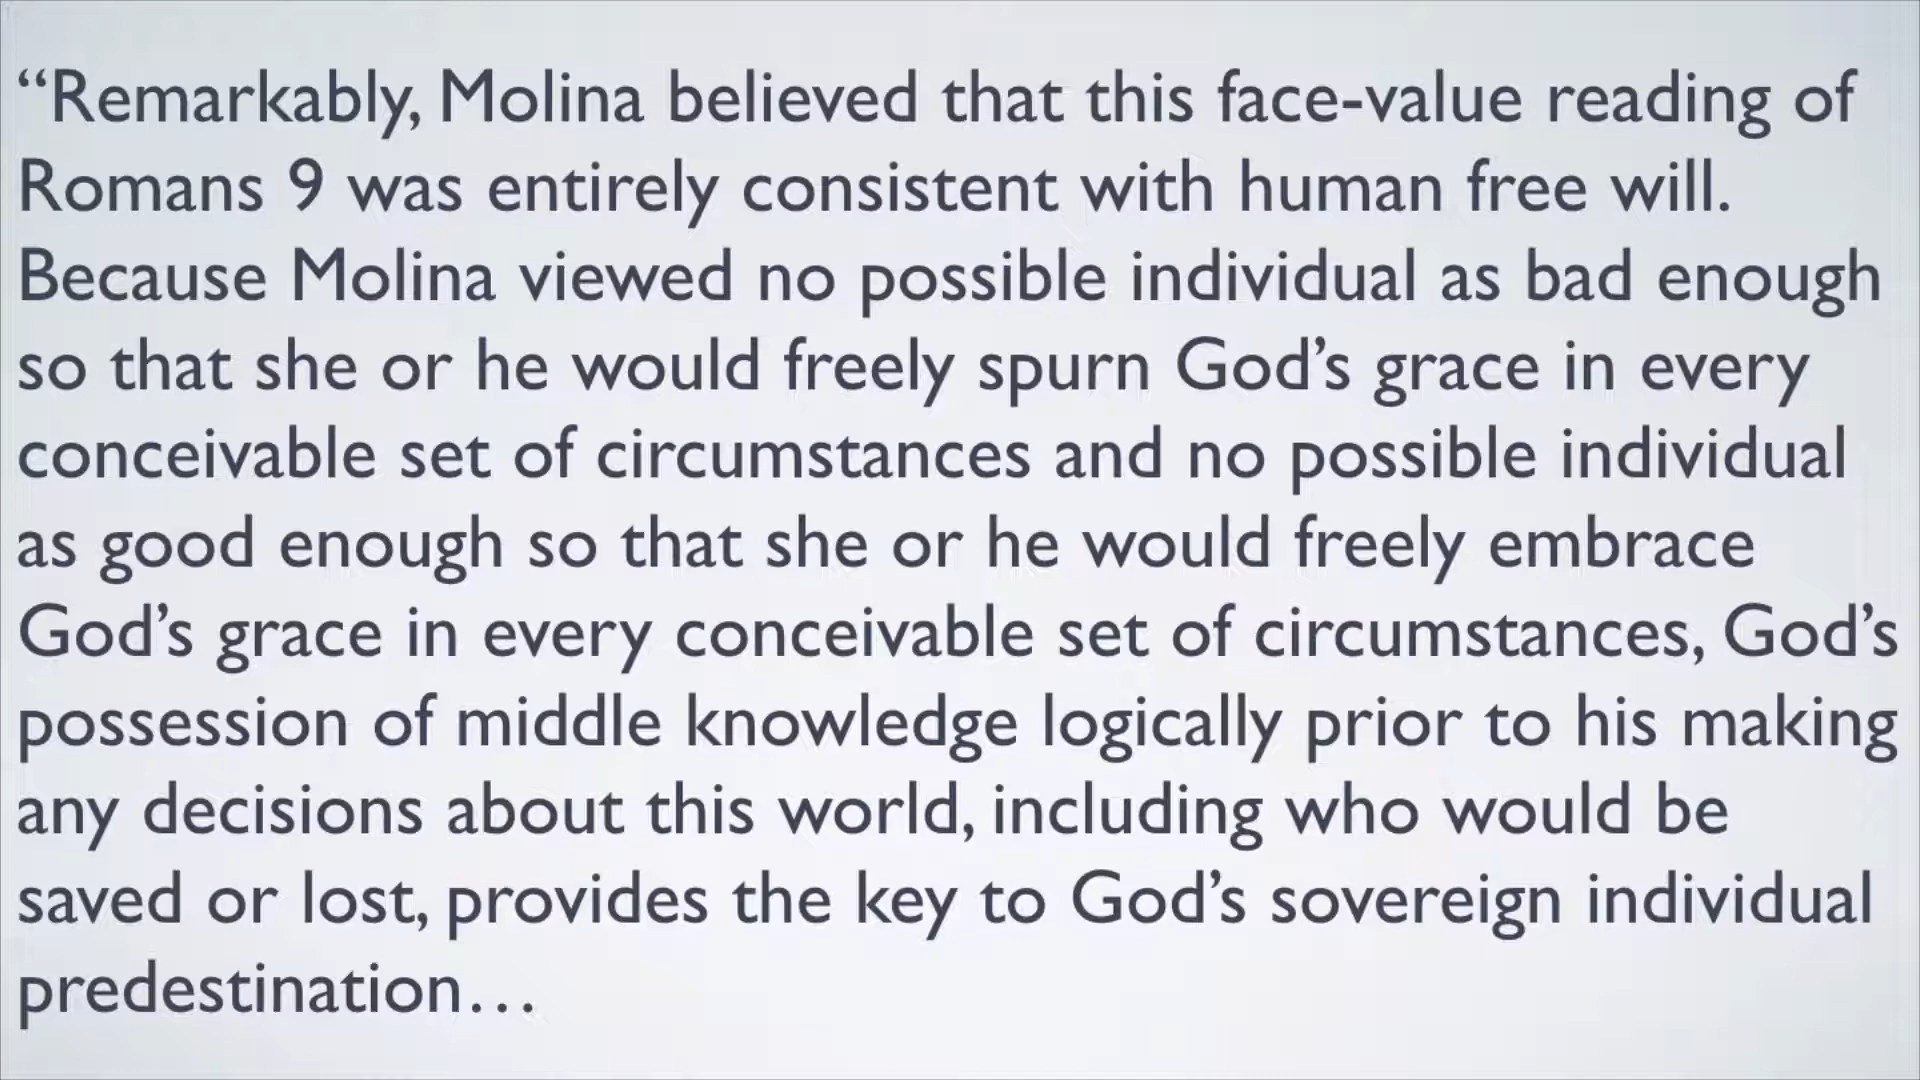 “Remarkably, Molina believed that this face-value reading of
Romans 9 was entirely consistent with human free will.
Because Molina viewed no possible individual as bad enough
so that she or he would freely spurn God’s grace in every
conceivable set of circumstances and no possible individual
as good enough so that she or he would freely embrace
God’s grace in every conceivable set of circumstances, God’s
possession of middle knowledge logically prior to his making
any decisions about this world, including who would be
saved or lost, provides the key to God’s sovereign individual
predestination…